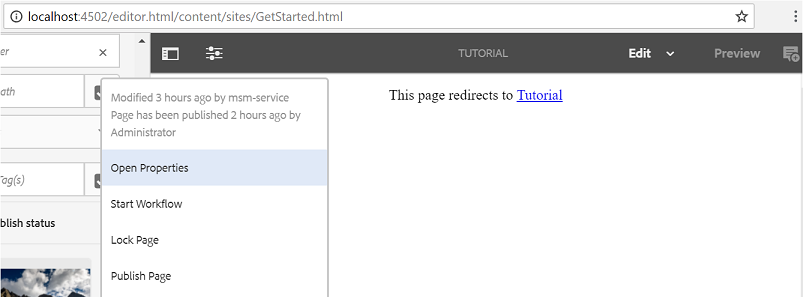 localhost:4502/editor.html/content/sites/GetStarted.html
er
TUTORIAL
Edit
Preview
ath
Modified 3 hours ago by msm-service
Page has been published 2 hours ago by
Administrator
This page redirects to Tutorial
Open Properties
Tag(s)
Start Workflow
blish status
Lock Page
Publish Page